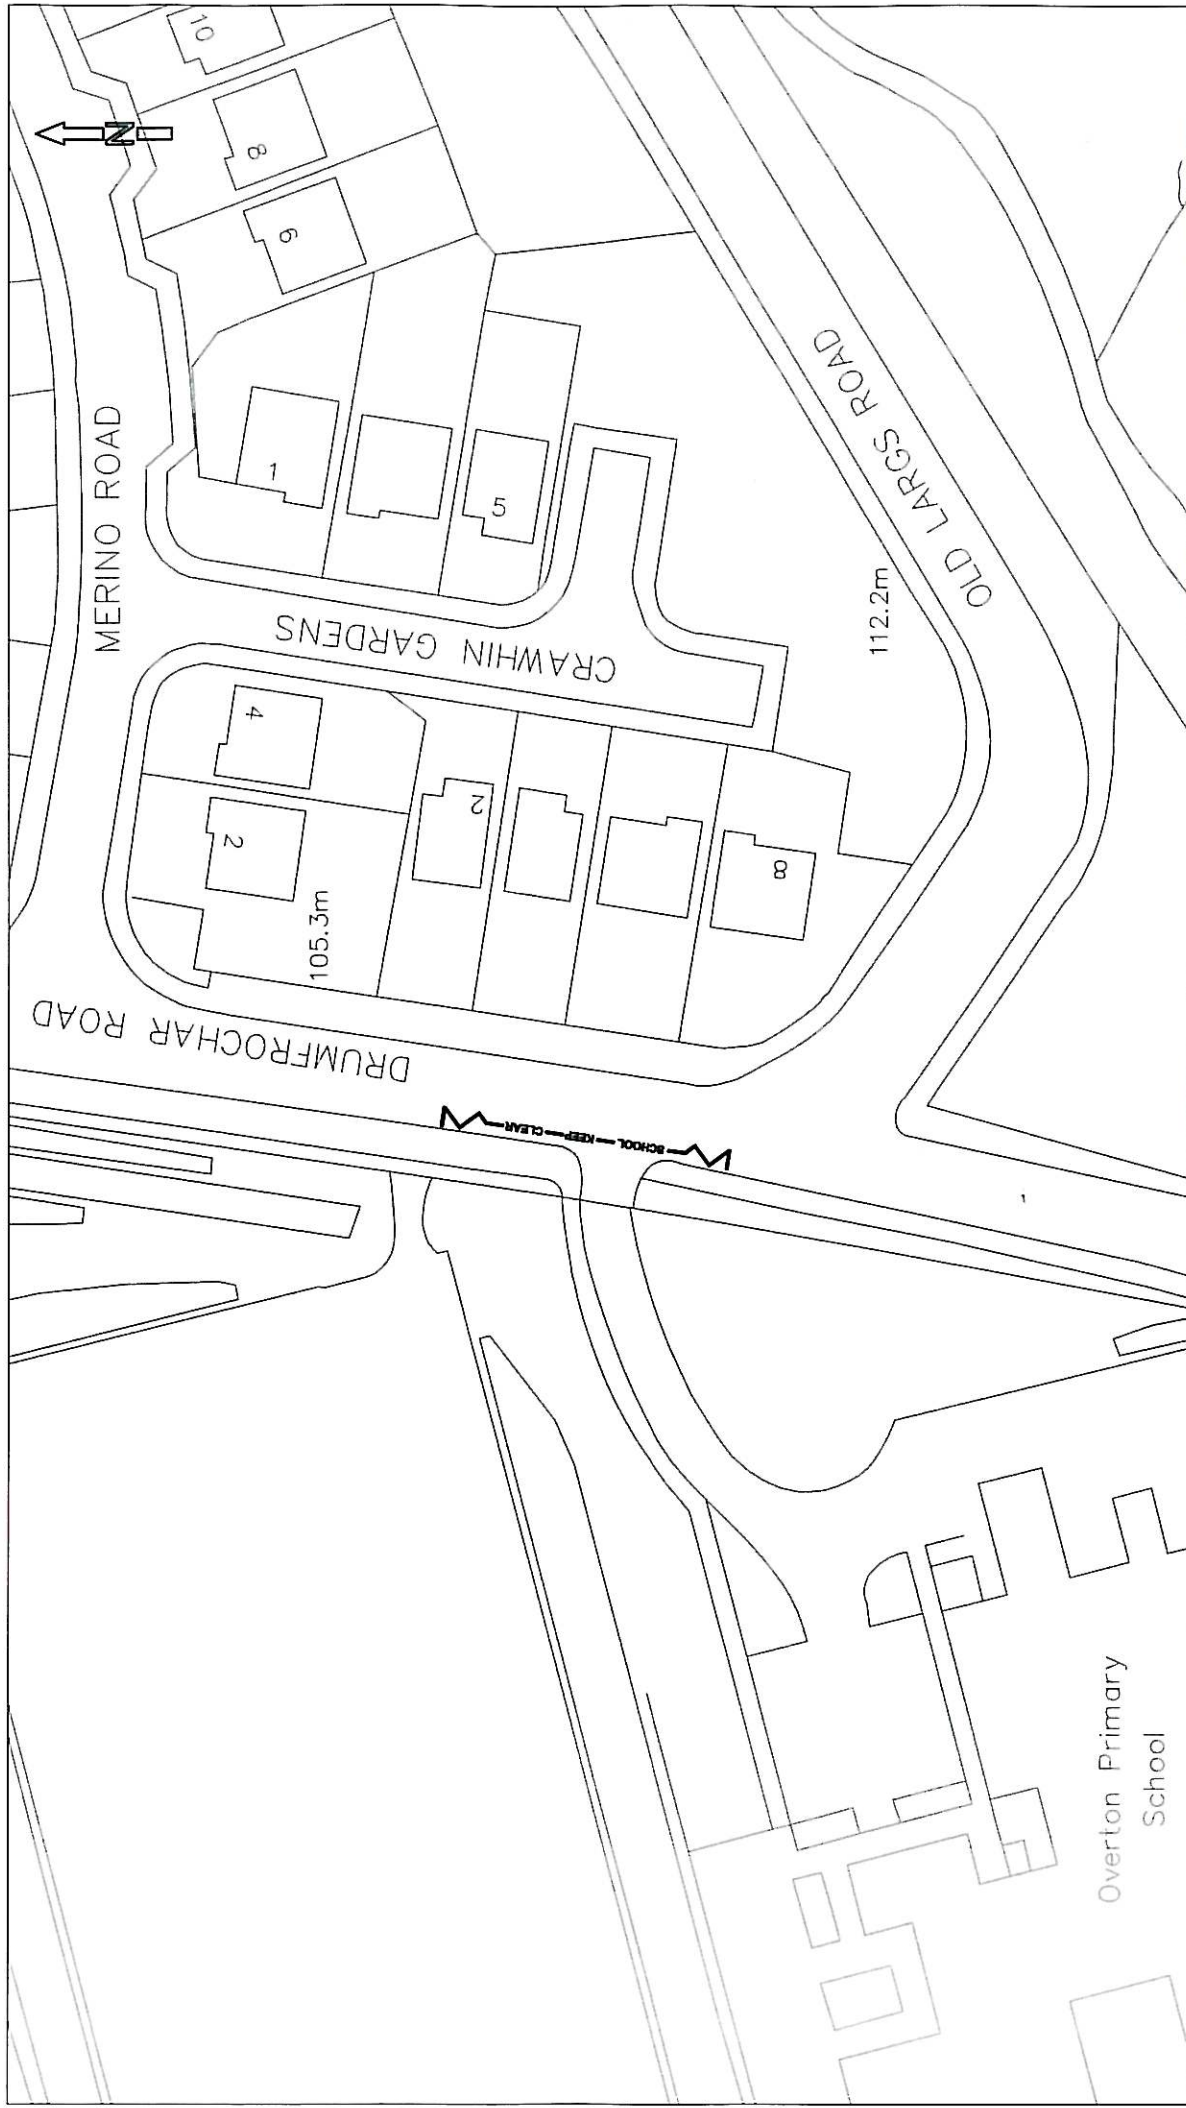 10
N
8
6
MERINO ROAD
1
5
OLD LARGS ROAD
112.2m
CRAWHIN GARDENS
4
2
2
8
105.3m
DRUMFROCHAR ROAD
SCHOOL KEEP CLEAR
Overton Primary
School